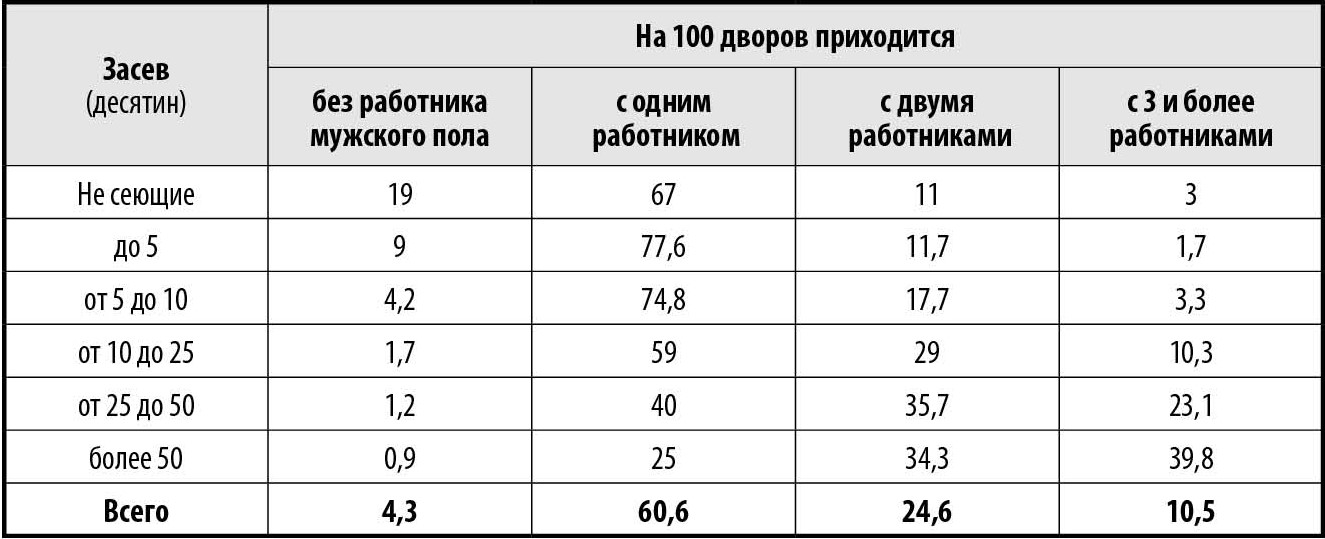 Засев
(десятин)
На 100 дворов приходится
без работника
мужского пола
с одним
работником
с двумя
работниками
с 3 и более
работниками
Не сеющие 19 67 11 3
до 5 9 77,6 11,7 1,7
от 5 до 10 4,2 74,8 17,7 3,3
от 10 до 25 1,7 59 29 10,3
от 25 до 50 1,2 40 35,7 23,1
более 50 0,9 25 34,3 39,8
Всего 4,3 60,6 24,6 10,5